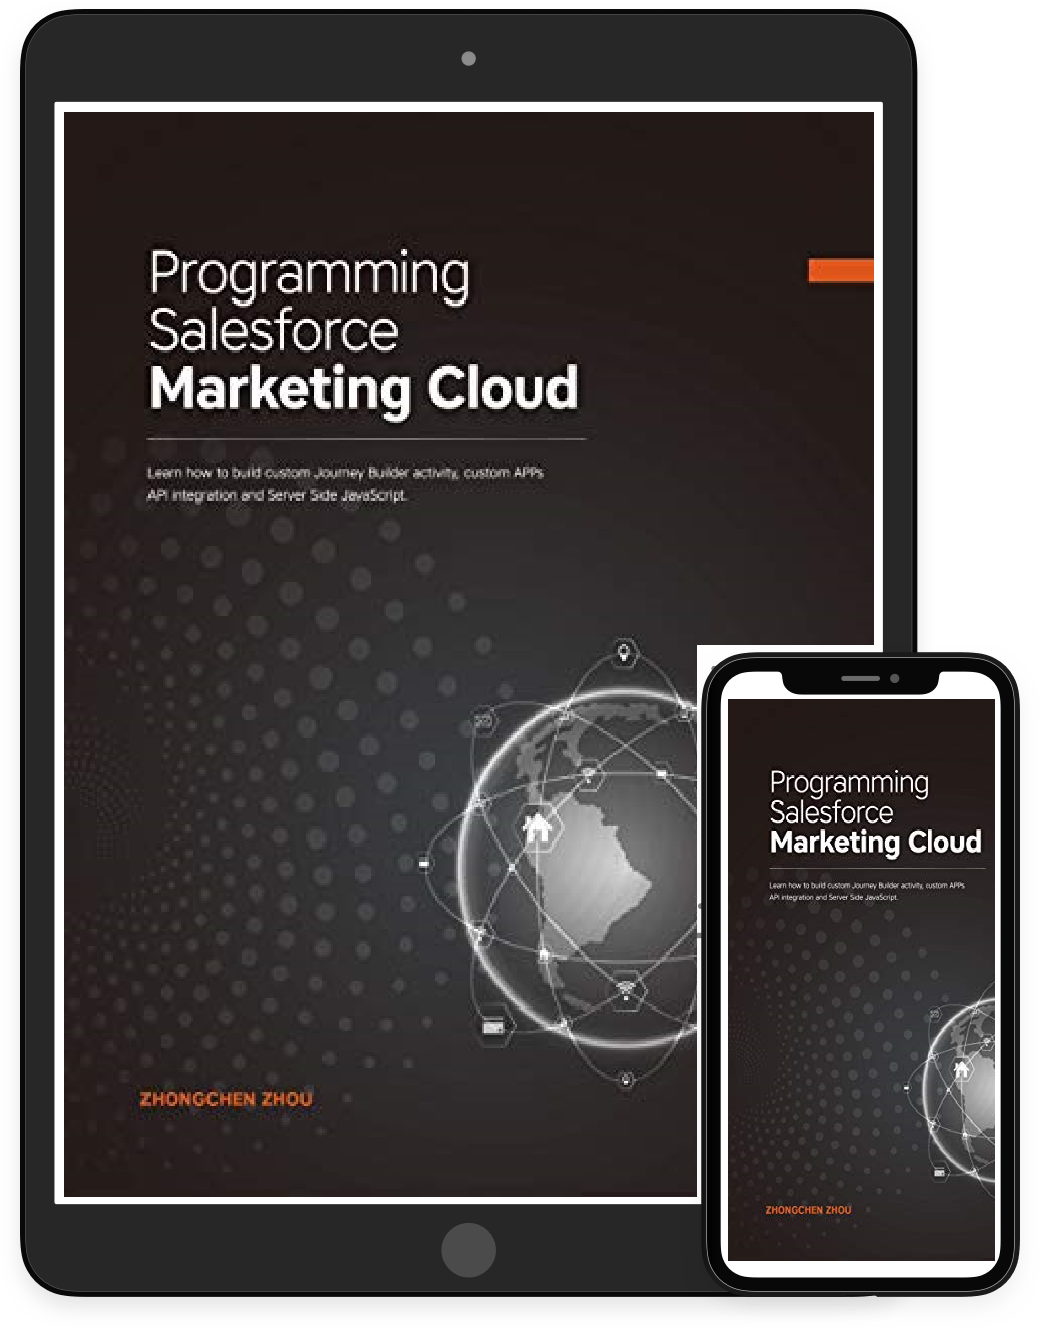 Programming
Salesforce
Marketing Cloud
Learn how to build custom Journey Builder activity, custom APPs
API integration and Server Side JavaScript.
ZHONGCHEN ZHOU
Programming
Salesforce
Marketing Cloud
Learn how to build custom Journey Builder activity, custom APPs
API integration and Server Side JavaScript.
ZHONGCHEN ZHOU